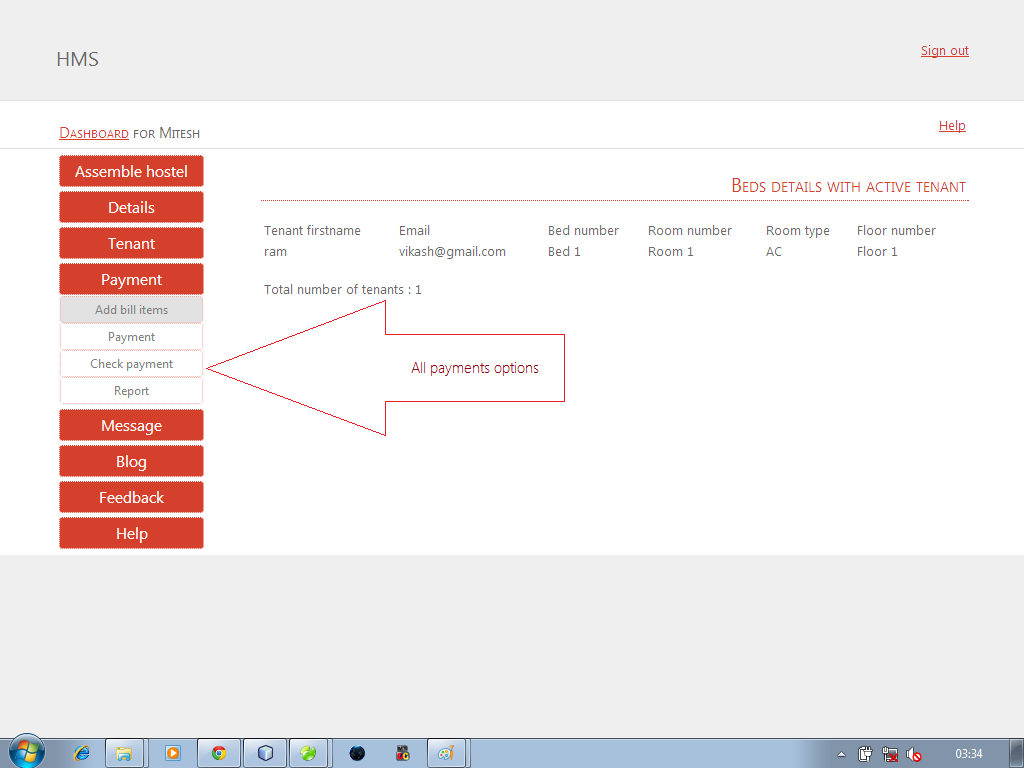 HMS
Sign out
Dashboard for Mitesh
Help
Assemble hostel
Details
Tenant
Payment
Add bill items
Payment
Check payment
Report
Message
Blog
Feedback
Help
Beds details with active tenant
Tenant firstname Email Bed number Room number Room type Floor number
ram vikash@gmail.com Bed 1 Room 1 AC Floor 1
Total number of tenants : 1
All payments options
03:34